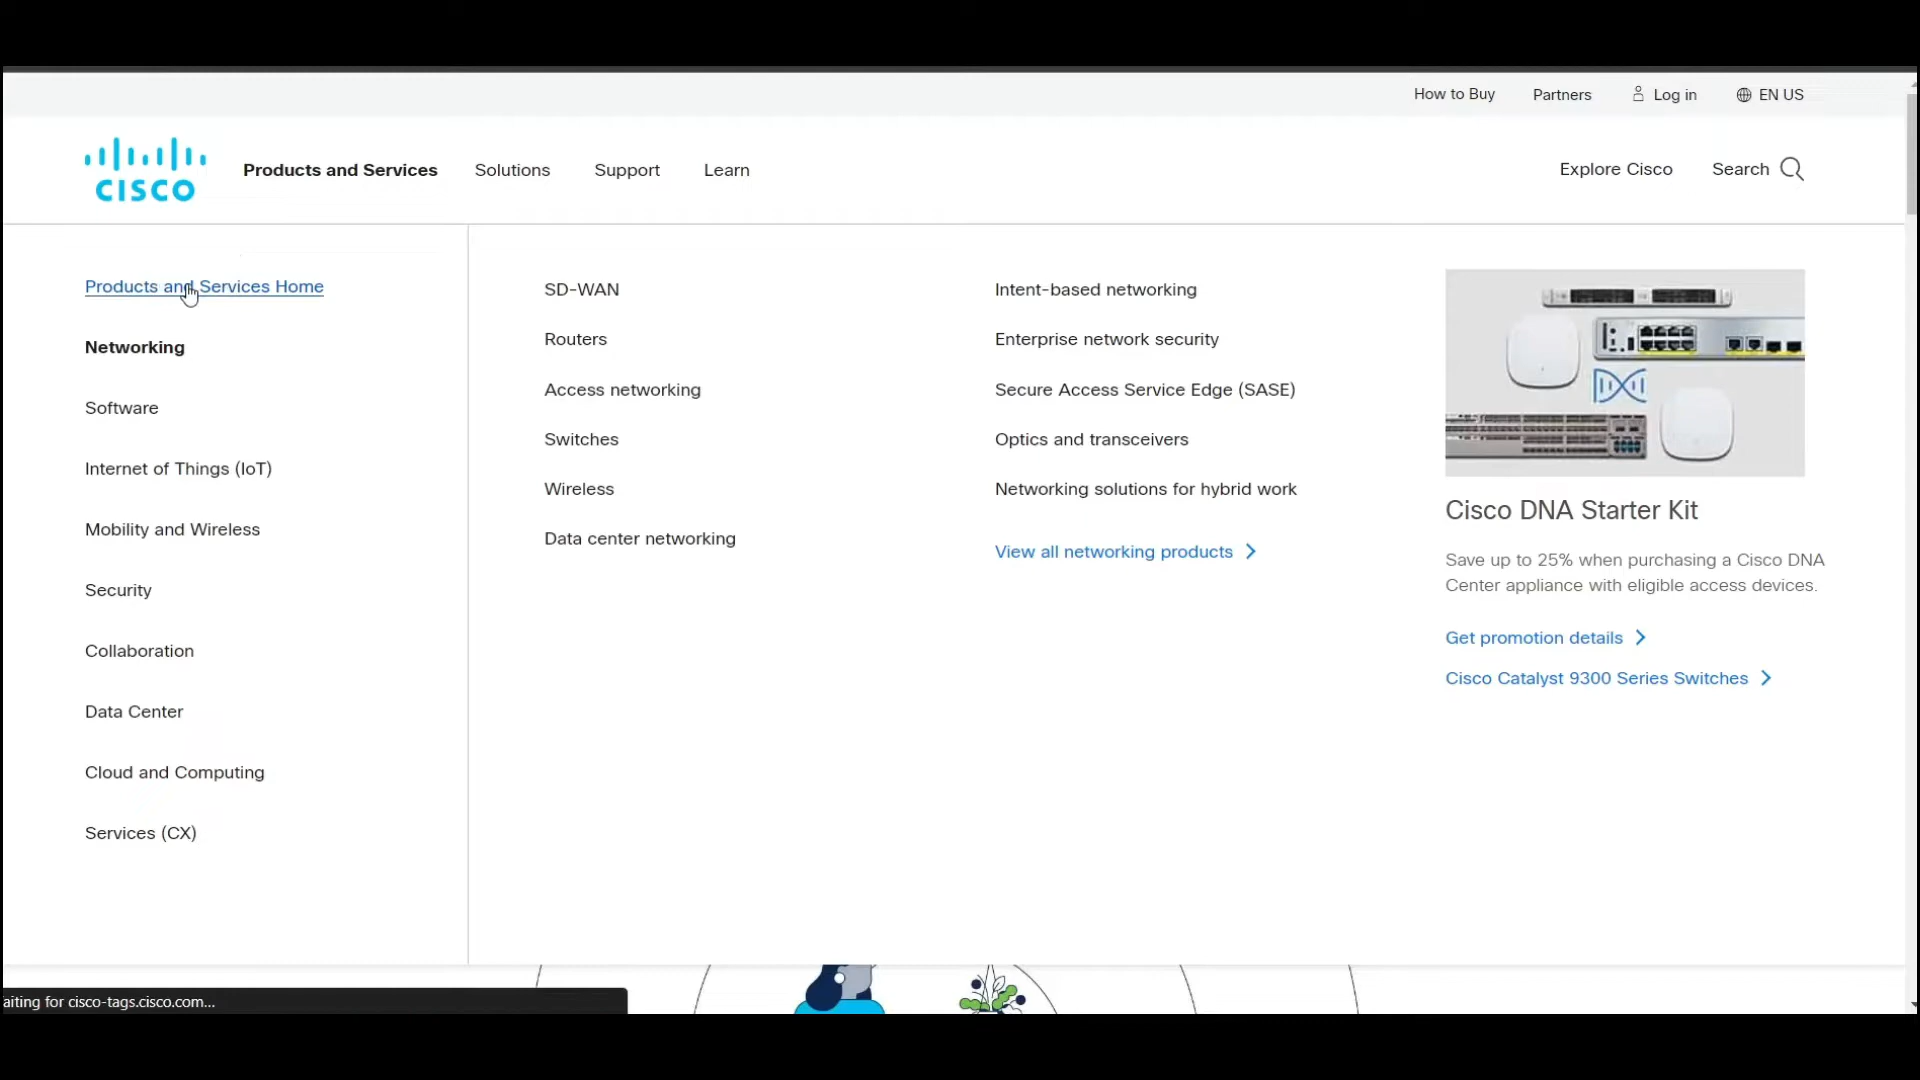 How to Buy
Partners
Log in
EN US
CISCO
Products and Services
Solutions
Support
Learn
Explore Cisco
Search
Products and Services Home
Networking
Software
Internet of Things (IoT)
Mobility and Wireless
Security
Collaboration
Data Center
Cloud and Computing
Services (CX)
SD-WAN
Routers
Access networking
Switches
Wireless
Data center networking
Intent-based networking
Enterprise network security
Secure Access Service Edge (SASE)
Optics and transceivers
Networking solutions for hybrid work
View all networking products
Cisco DNA Starter Kit
Save up to 25% when purchasing a Cisco DNA
Center appliance with eligible access devices.
Get promotion details
Cisco Catalyst 9300 Series Switches
aiting for cisco-tags.cisco.com...